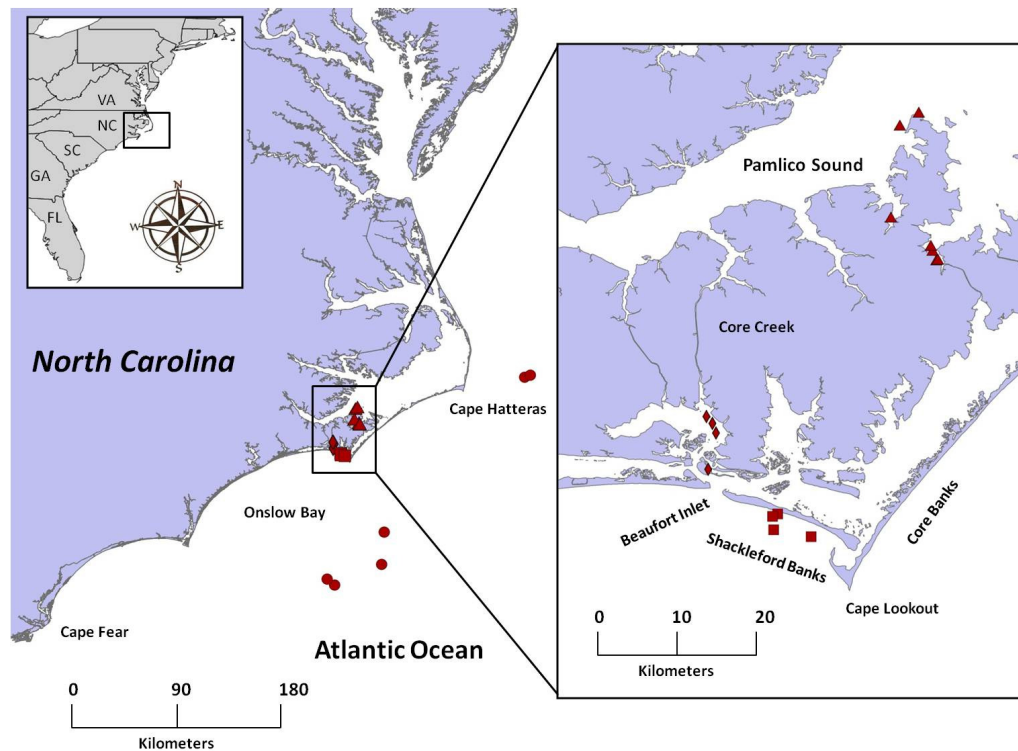 VA
NC
SC
GA
FL
N
W
E
S
North Carolina
Cape Hatteras
Onslow Bay
Cape Fear
Atlantic Ocean
0 90 180
Kilometers
Pamlico Sound
Core Creek
Beaufort Inlet
Shackleford Banks
Core Banks
Cape Lookout
0 10 20
Kilometers